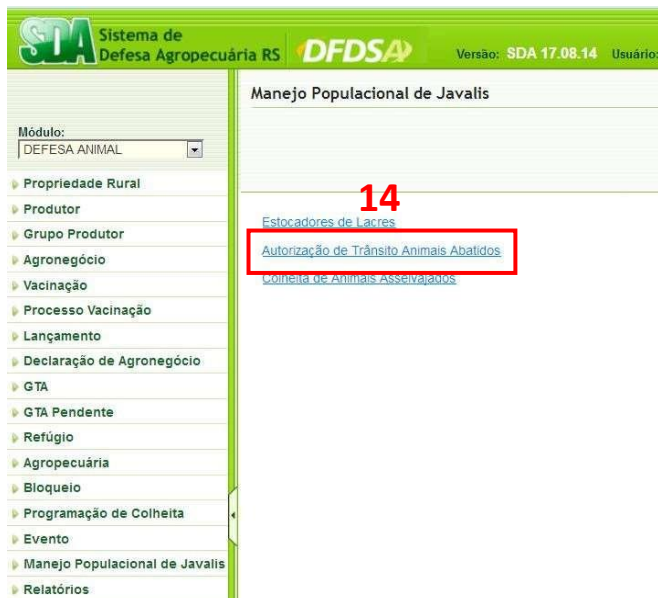 SDA Sistema de
Defesa Agropecuária RS
DFDSA
Versão: SDA 17.08.14 Usuário:
Manejo Populacional de Javalis
Módulo:
DEFESA ANIMAL
Propriedade Rural
Produtor
Grupo Produtor
Agronegócio
Vacinação
Processo Vacinação
Lançamento
Declaração de Agronegócio
GTA
GTA Pendente
Refúgio
Agropecuária
Bloqueio
Programação de Colheita
Evento
Manejo Populacional de Javalis
Relatórios
14
Estocadores de Lacres
Autorização de Trânsito Animais Abatidos
Colheita de Animais Asselvajados